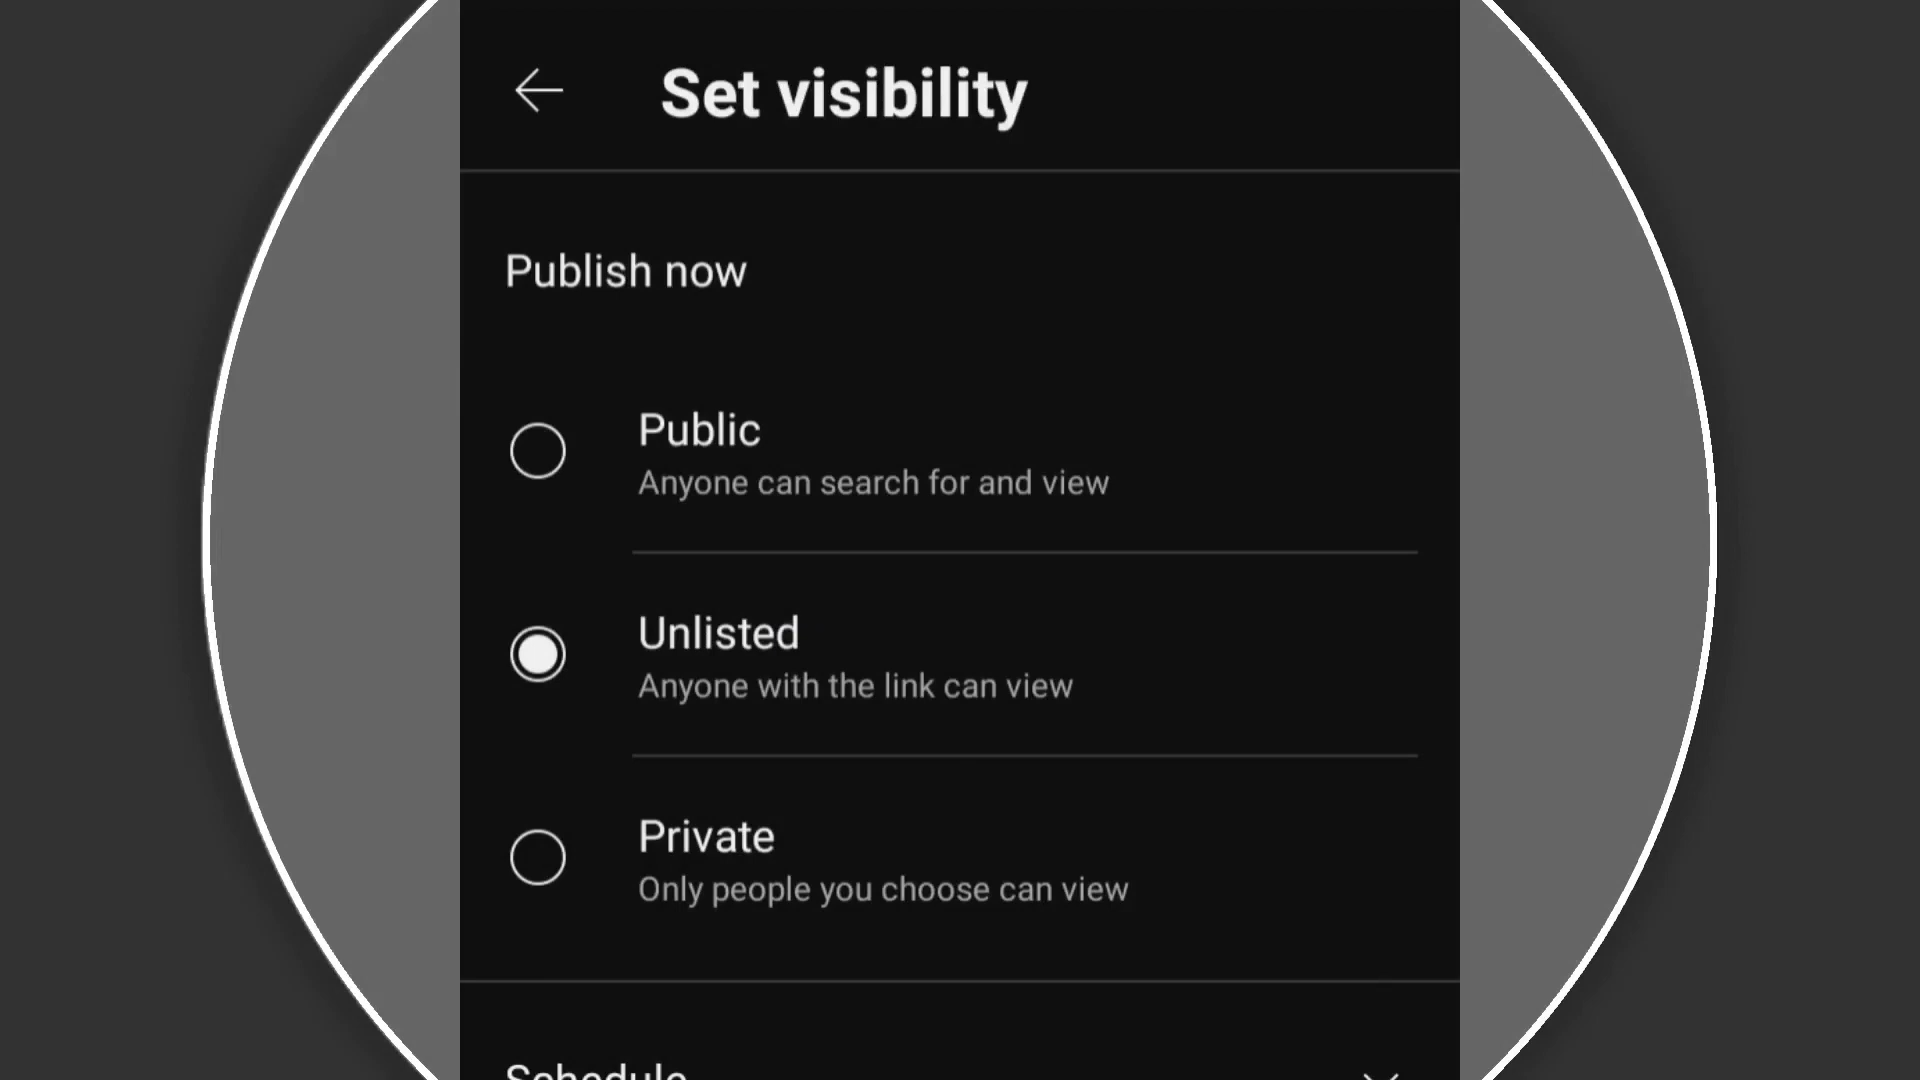 Set visibility
Publish now
Public
Anyone can search for and view
Unlisted
Anyone with the link can view
Private
Only people you choose can view
Schedule